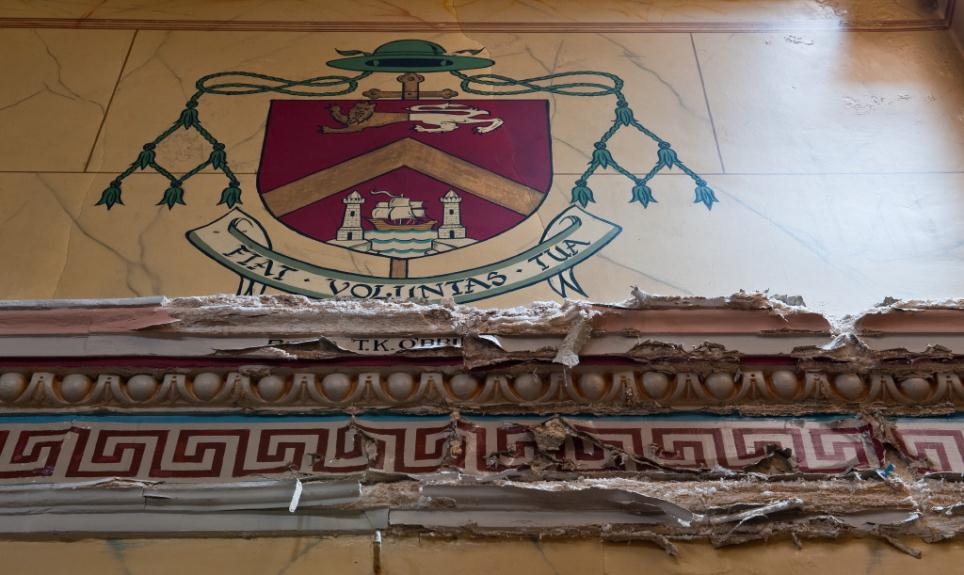 FIAT · VOLUNTAS · TUA
T.K. O'BRI